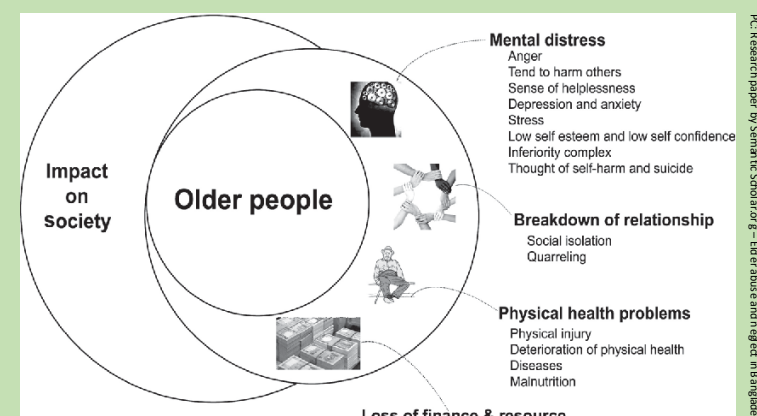 Mental distress
Anger
Tend to harm others
Sense of helplessness
Depression and anxiety
Stress
Low self esteem and low self confidence
Inferiority complex
Thought of self-harm and suicide
Impact
on
society
Older people
Breakdown of relationship
Social isolation
Quarreling
Physical health problems
Physical injury
Deterioration of physical health
Diseases
Malnutrition
Loss of finance & resource
PC: Research paper by Semantic Scholar.org – Elder abuse and neglect in